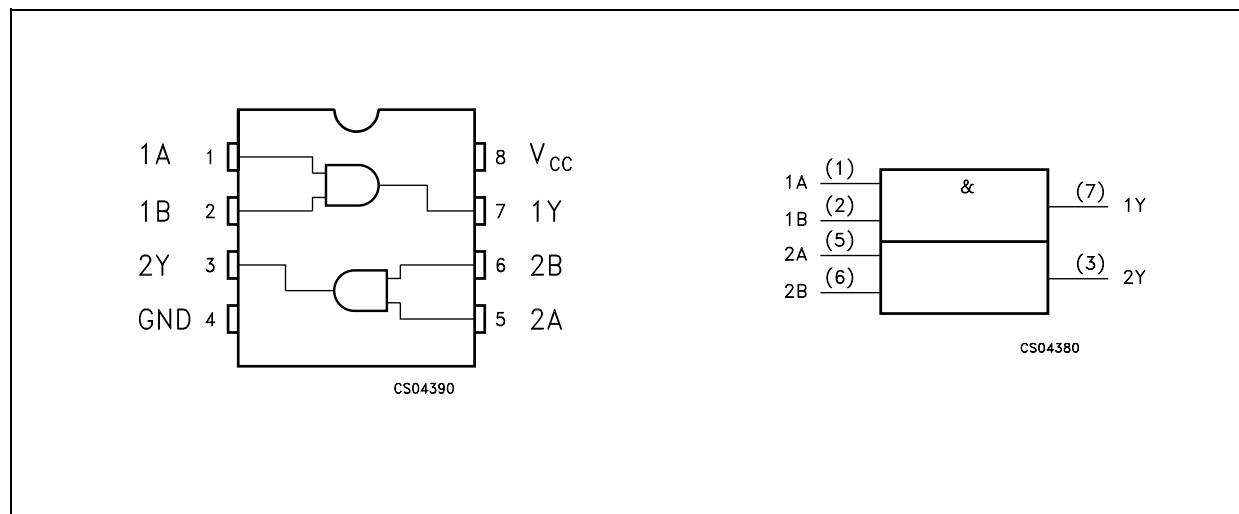 1A 1 8 VCC
1B 2 7 1Y
2Y 3 6 2B
GND 4 5 2A
CS04390
&
1A (1) (7) 1Y
1B (2)
2A (5) (3) 2Y
2B (6)
CS04380